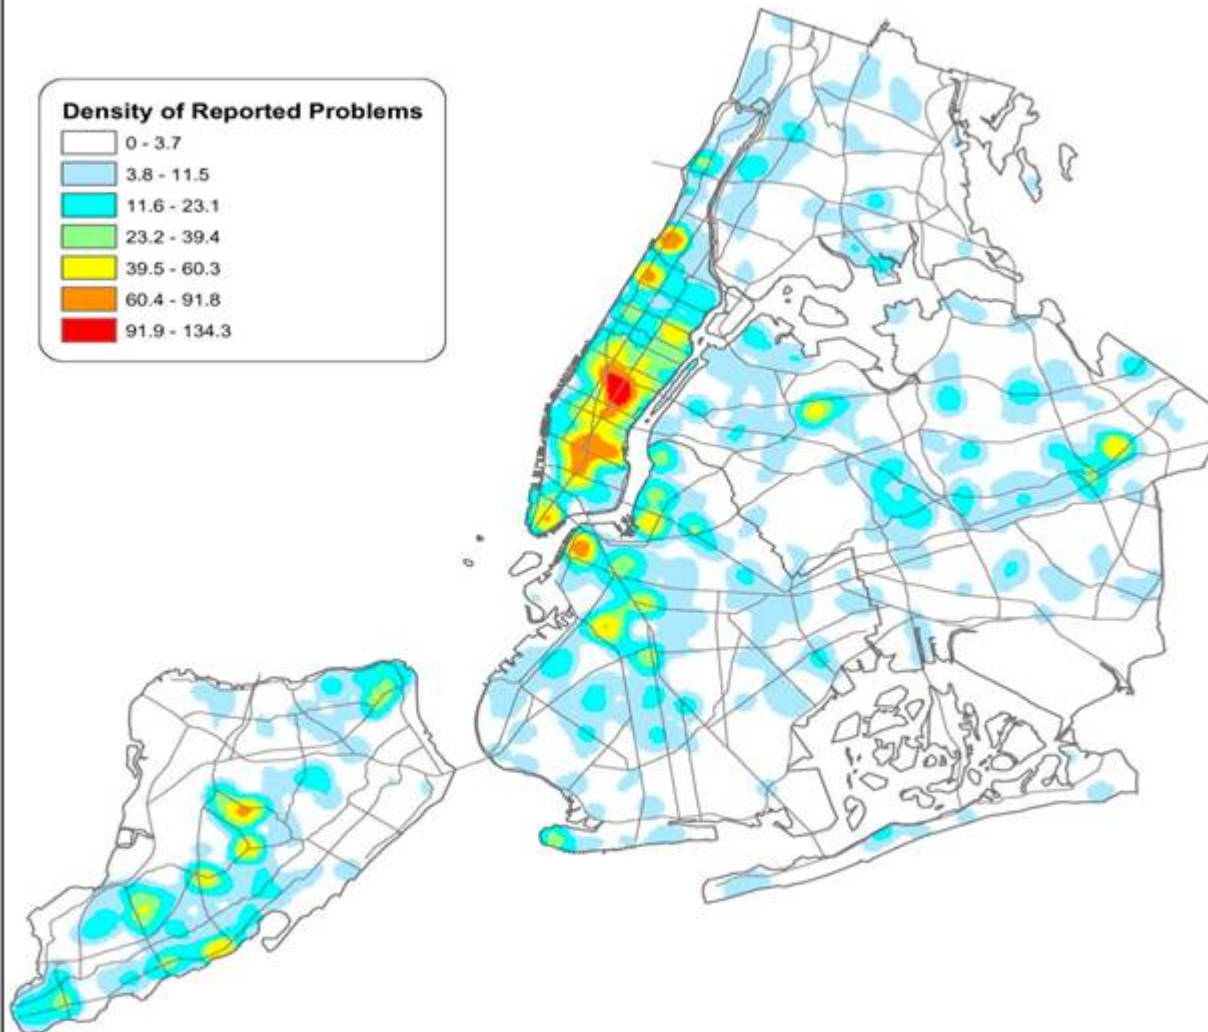 Density of Reported Problems
0 - 3.7
3.8 - 11.5
11.6 - 23.1
23.2 - 39.4
39.5 - 60.3
60.4 - 91.8
91.9 - 134.3